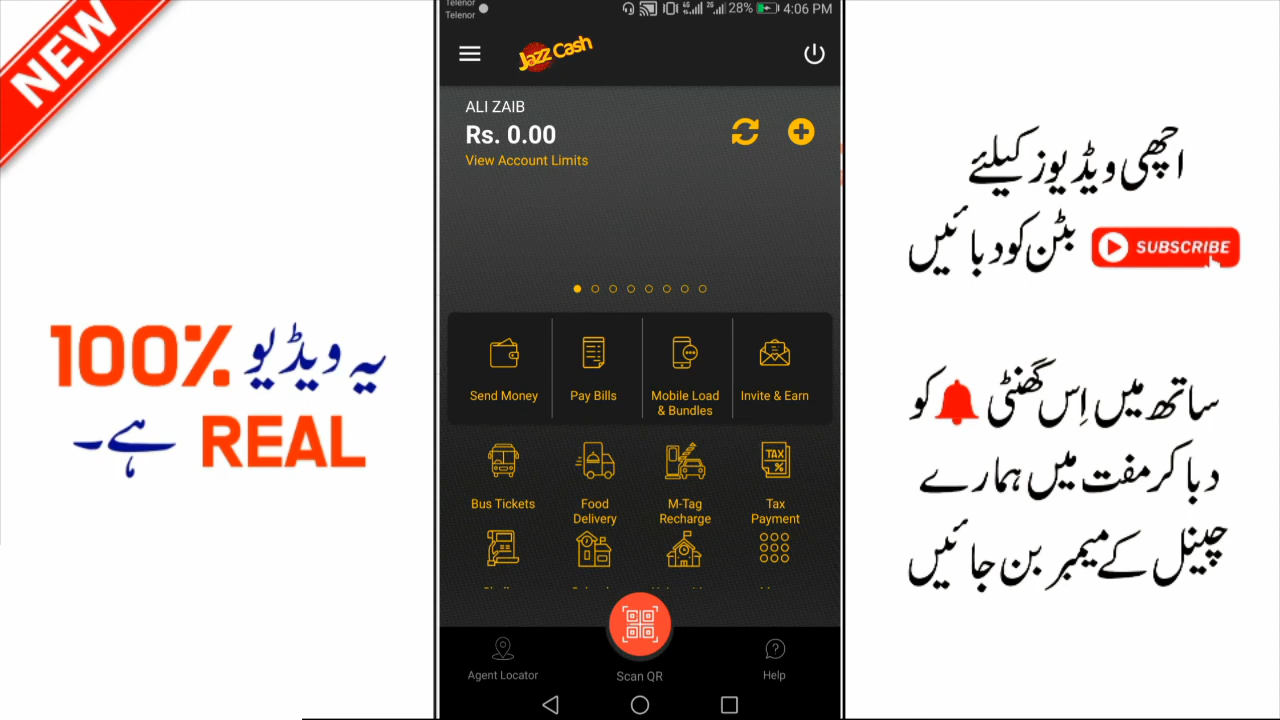 NEW
یہ ویڈیو 100%
REAL ہے۔
Telenor
Telenor
28% 4:06 PM
Jazz Cash
ALI ZAIB
Rs. 0.00
View Account Limits
Send Money
Pay Bills
Mobile Load
& Bundles
Invite & Earn
Bus Tickets
Food
Delivery
M-Tag
Recharge
TAX
%
Tax
Payment
Agent Locator
Scan QR
Help
اچھی ویڈیوز کیلئے
SUBSCRIBE بٹن کو دبائیں
ساتھ میں اِس گھنٹی کو
دبا کر مفت میں ہمارے
چینل کے میمبر بن جائیں